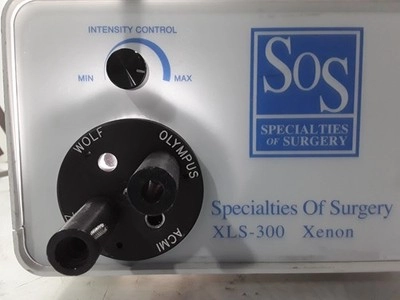 INTENSITY CONTROL
MIN MAX
SOS
SPECIALTIES
OF SURGERY
WOLF
OLYMPUS
ACMI
Specialties Of Surgery
XLS-300 Xenon